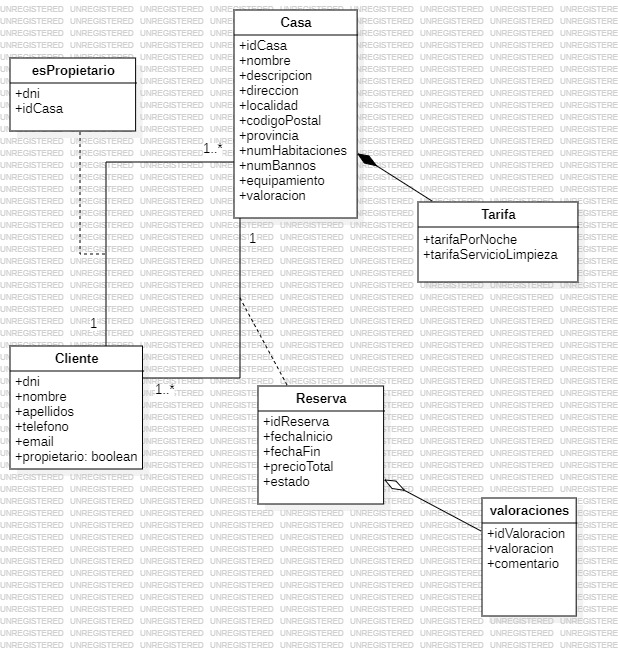 Casa
+idCasa
+nombre
+descripcion
+direccion
+localidad
+codigoPostal
+provincia
+numHabitaciones
+numBannos
+equipamiento
+valoracion
esPropietario
+dni
+idCasa
1..*
1
Tarifa
+tarifaPorNoche
+tarifaServicioLimpieza
1
Cliente
+dni
+nombre
+apellidos
+telefono
+email
+propietario: boolean
1..*
Reserva
+idReserva
+fechaInicio
+fechaFin
+precioTotal
+estado
valoraciones
+idValoracion
+valoracion
+comentario
UNREGISTERED